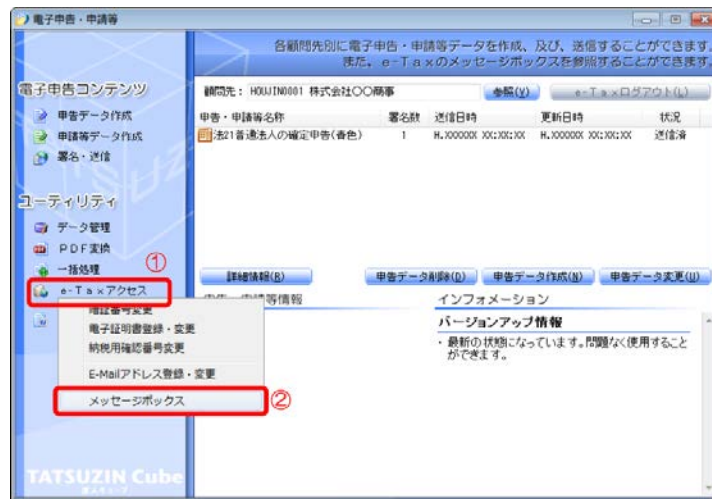 電子申告・申請等
各顧問先別に電子申告・申請等データを作成、及び、送信することができます。
また、e-Taxのメッセージボックスを参照することができます。
電子申告コンテンツ
申告データ作成
申請等データ作成
署名・送信
ユーティリティ
データ管理
PDF変換
一括処理
①
e-Taxアクセス
顧問先: HOUJIN0001 株式会社〇〇商事
参照(V)
e-Taxログアウト(L)
申告・申請等名称 署名数 送信日時 更新日時 状況
法21普通法人の確定申告(青色) 1 H.XXXXXX XX:XX:XX H.XXXXXX XX:XX:XX 送信済
詳細情報(R)
申告データ削除(D)
申告データ作成(N)
申告データ変更(U)
申告・申請等情報
暗証番号変更
電子証明書登録・変更
納税用確認番号変更
E-Mailアドレス登録・変更
メッセージボックス
②
インフォメーション
バージョンアップ情報
・最新の状態になっています。問題なく使用すること
ができます。
TATSUZIN Cube